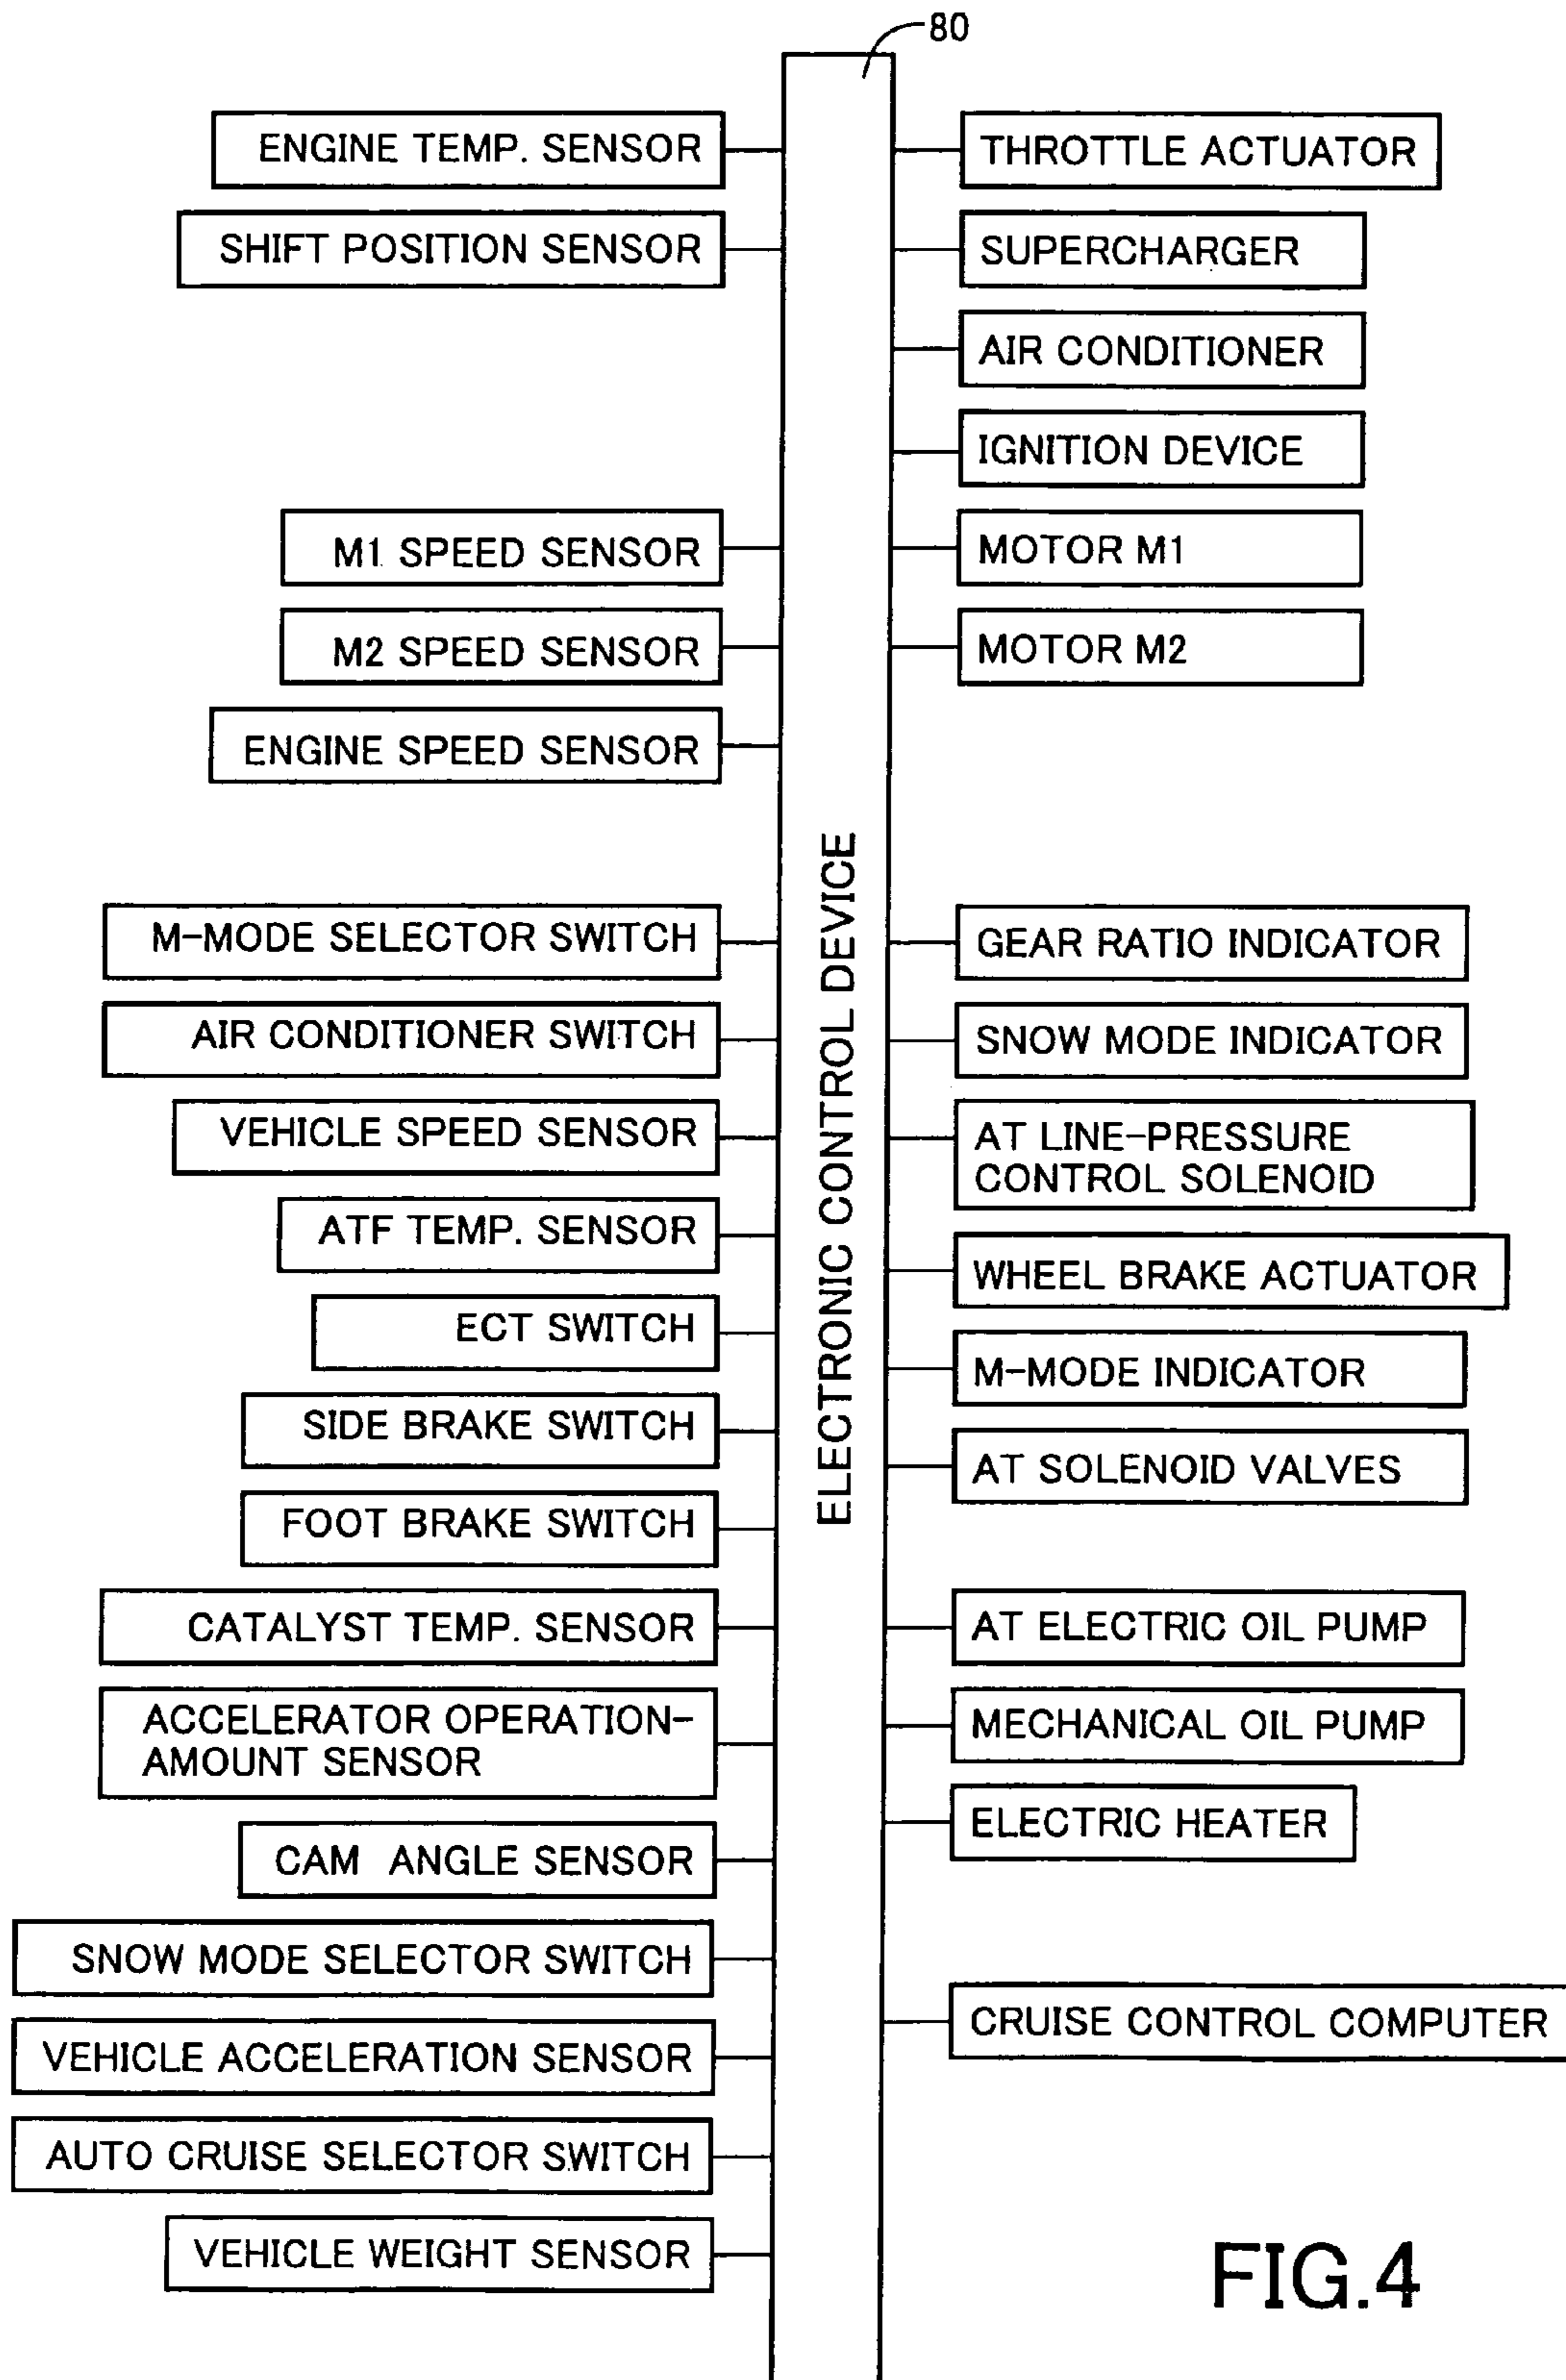 80
ENGINE TEMP. SENSOR
SHIFT POSITION SENSOR
M1 SPEED SENSOR
M2 SPEED SENSOR
ENGINE SPEED SENSOR
M-MODE SELECTOR SWITCH
AIR CONDITIONER SWITCH
VEHICLE SPEED SENSOR
ATF TEMP. SENSOR
ECT SWITCH
SIDE BRAKE SWITCH
FOOT BRAKE SWITCH
CATALYST TEMP. SENSOR
ACCELERATOR OPERATION-
AMOUNT SENSOR
CAM ANGLE SENSOR
SNOW MODE SELECTOR SWITCH
VEHICLE ACCELERATION SENSOR
AUTO CRUISE SELECTOR SWITCH
VEHICLE WEIGHT SENSOR
ELECTRONIC CONTROL DEVICE
THROTTLE ACTUATOR
SUPERCHARGER
AIR CONDITIONER
IGNITION DEVICE
MOTOR M1
MOTOR M2
GEAR RATIO INDICATOR
SNOW MODE INDICATOR
AT LINE-PRESSURE
CONTROL SOLENOID
WHEEL BRAKE ACTUATOR
M-MODE INDICATOR
AT SOLENOID VALVES
AT ELECTRIC OIL PUMP
MECHANICAL OIL PUMP
ELECTRIC HEATER
CRUISE CONTROL COMPUTER
FIG.4